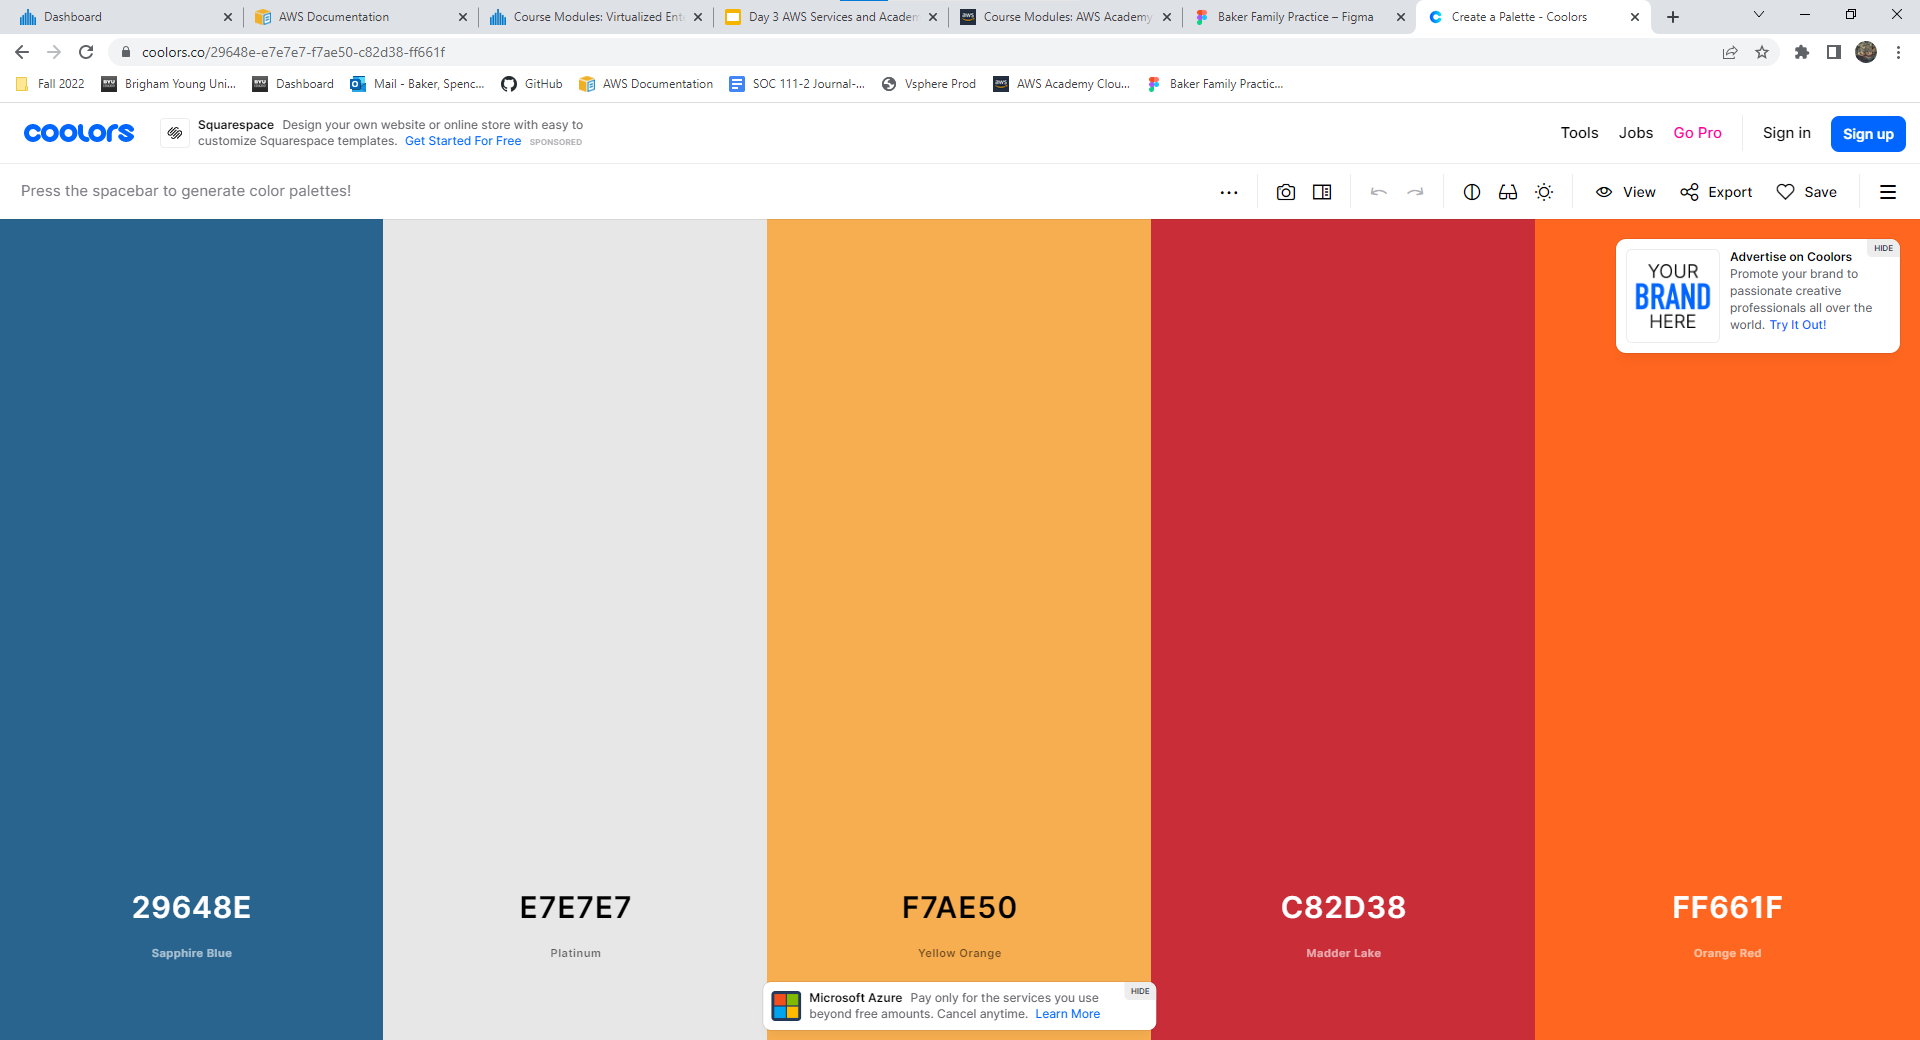 Dashboard
AWS Documentation
Course Modules: Virtualized Ent
Day 3 AWS Services and Academ
Course Modules: AWS Academy
Baker Family Practice – Figma
Create a Palette - Coolors
coolors.co/29648e-e7e7e7-f7ae50-c82d38-ff661f
Fall 2022
BYU
Brigham Young Uni...
BYU
Dashboard
Mail - Baker, Spenc...
GitHub
AWS Documentation
SOC 111-2 Journal-...
Vsphere Prod
aws
AWS Academy Clou...
Baker Family Practic...
coolors
Squarespace Design your own website or online store with easy to
customize Squarespace templates. Get Started For Free SPONSORED
Tools
Jobs
Go Pro
Sign in
Sign up
Press the spacebar to generate color palettes!
View
Export
Save
HIDE
YOUR
BRAND
HERE
Advertise on Coolors
Promote your brand to
passionate creative
professionals all over the
world. Try It Out!
29648E
Sapphire Blue
E7E7E7
Platinum
F7AE50
Yellow Orange
C82D38
Madder Lake
FF661F
Orange Red
Microsoft Azure Pay only for the services you use
beyond free amounts. Cancel anytime. Learn More
HIDE